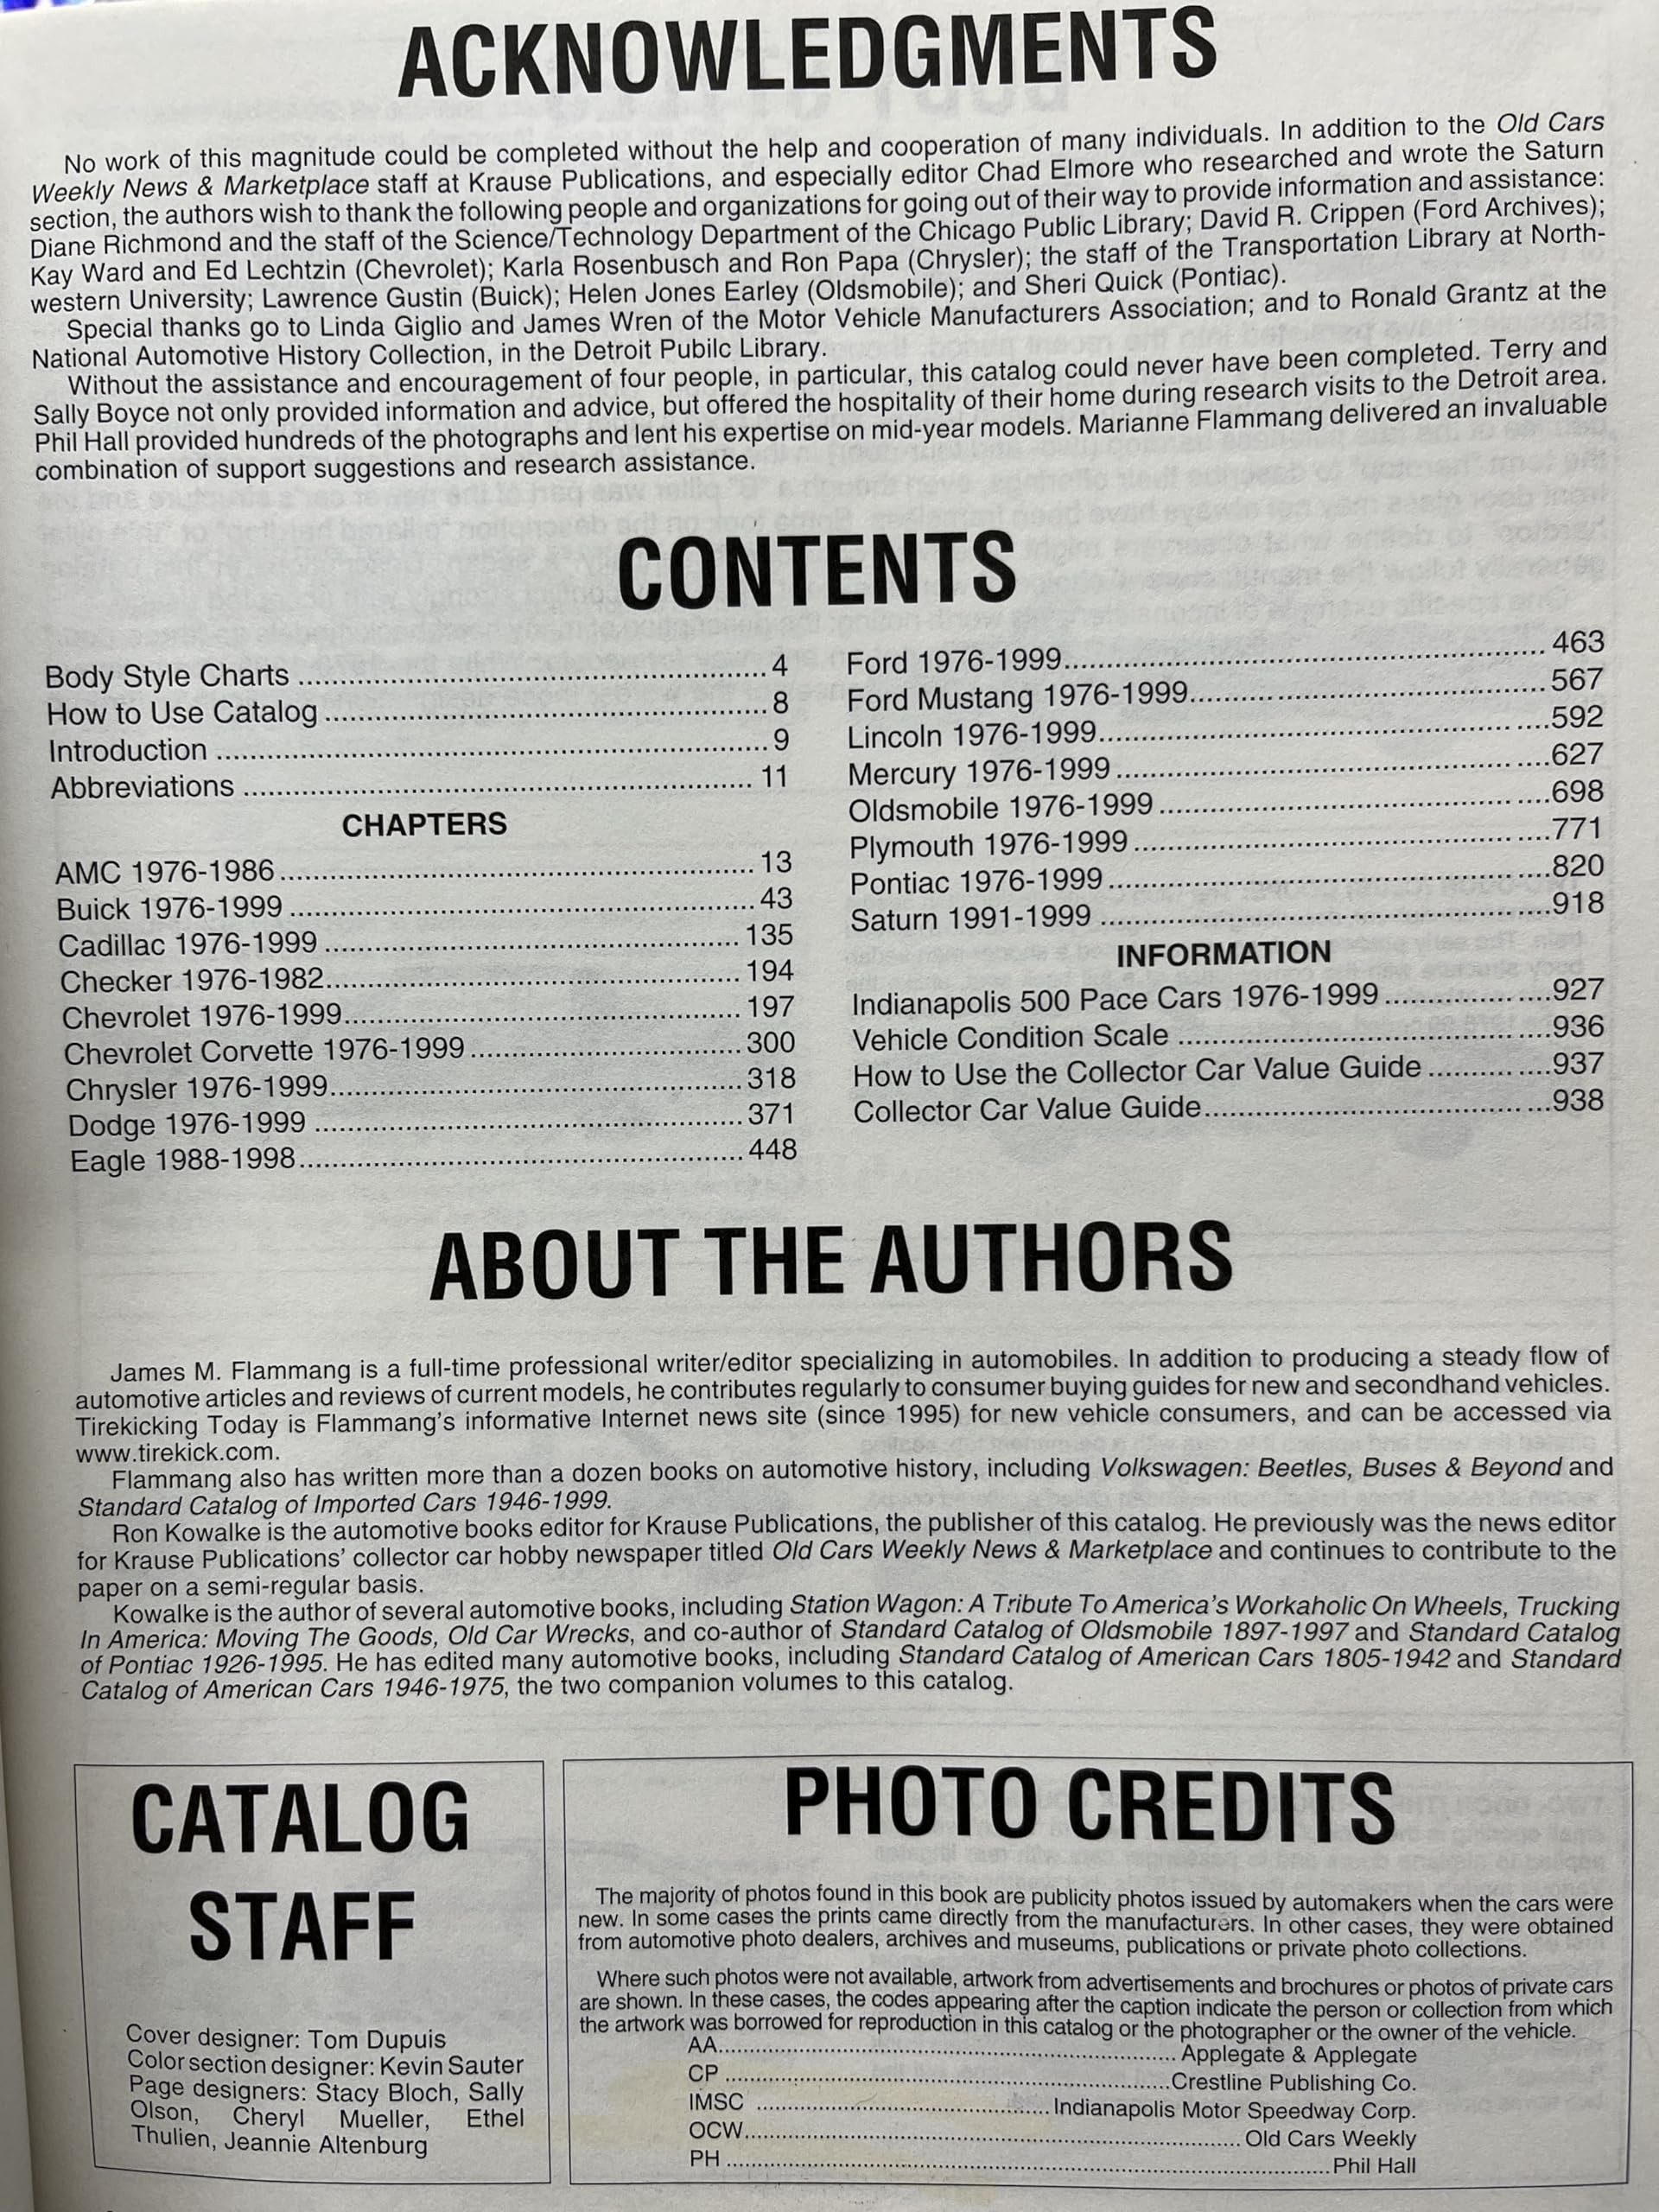 ACKNOWLEDGMENTS
No work of this magnitude could be completed without the help and cooperation of many individuals. In addition to the Old Cars
Weekly News & Marketplace staff at Krause Publications, and especially editor Chad Elmore who researched and wrote the Saturn
section, the authors wish to thank the following people and organizations for going out of their way to provide information and assistance:
Diane Richmond and the staff of the Science/Technology Department of the Chicago Public Library; David R. Crippen (Ford Archives);
Kay Ward and Ed Lechtzin (Chevrolet); Karla Rosenbusch and Ron Papa (Chrysler); the staff of the Transportation Library at North-
western University; Lawrence Gustin (Buick); Helen Jones Earley (Oldsmobile); and Sheri Quick (Pontiac).
Special thanks go to Linda Giglio and James Wren of the Motor Vehicle Manufacturers Association; and to Ronald Grantz at the
National Automotive History Collection, in the Detroit Pubilc Library.
Without the assistance and encouragement of four people, in particular, this catalog could never have been completed. Terry and
Sally Boyce not only provided information and advice, but offered the hospitality of their home during research visits to the Detroit area.
Phil Hall provided hundreds of the photographs and lent his expertise on mid-year models. Marianne Flammang delivered an invaluable
combination of support suggestions and research assistance.
CONTENTS
Body Style Charts ........ 4
How to Use Catalog ........ 8
Introduction ........ 9
Abbreviations ........ 11
CHAPTERS
AMC 1976-1986 ........ 13
Buick 1976-1999 ........ 43
Cadillac 1976-1999 ........ 135
Checker 1976-1982 ........ 194
Chevrolet 1976-1999 ........ 197
Chevrolet Corvette 1976-1999 ........ 300
Chrysler 1976-1999 ........ 318
Dodge 1976-1999 ........ 371
Eagle 1988-1998 ........ 448
Ford 1976-1999 ........ 463
Ford Mustang 1976-1999 ........ 567
Lincoln 1976-1999 ........ 592
Mercury 1976-1999 ........ 627
Oldsmobile 1976-1999 ........ 698
Plymouth 1976-1999 ........ 771
Pontiac 1976-1999 ........ 820
Saturn 1991-1999 ........ 918
INFORMATION
Indianapolis 500 Pace Cars 1976-1999 ........ 927
Vehicle Condition Scale ........ 936
How to Use the Collector Car Value Guide ........ 937
Collector Car Value Guide ........ 938
ABOUT THE AUTHORS
James M. Flammang is a full-time professional writer/editor specializing in automobiles. In addition to producing a steady flow of
automotive articles and reviews of current models, he contributes regularly to consumer buying guides for new and secondhand vehicles.
Tirekicking Today is Flammang's informative Internet news site (since 1995) for new vehicle consumers, and can be accessed via
www.tirekick.com.
Flammang also has written more than a dozen books on automotive history, including Volkswagen: Beetles, Buses & Beyond and
Standard Catalog of Imported Cars 1946-1999.
Ron Kowalke is the automotive books editor for Krause Publications, the publisher of this catalog. He previously was the news editor
for Krause Publications' collector car hobby newspaper titled Old Cars Weekly News & Marketplace and continues to contribute to the
paper on a semi-regular basis.
Kowalke is the author of several automotive books, including Station Wagon: A Tribute To America's Workaholic On Wheels, Trucking
In America: Moving The Goods, Old Car Wrecks, and co-author of Standard Catalog of Oldsmobile 1897-1997 and Standard Catalog
of Pontiac 1926-1995. He has edited many automotive books, including Standard Catalog of American Cars 1805-1942 and Standard
Catalog of American Cars 1946-1975, the two companion volumes to this catalog.
CATALOG
STAFF
Cover designer: Tom Dupuis
Color section designer: Kevin Sauter
Page designers: Stacy Bloch, Sally
Olson, Cheryl Mueller, Ethel
Thulien, Jeannie Altenburg
PHOTO CREDITS
The majority of photos found in this book are publicity photos issued by automakers when the cars were
new. In some cases the prints came directly from the manufacturers. In other cases, they were obtained
from automotive photo dealers, archives and museums, publications or private photo collections.
Where such photos were not available, artwork from advertisements and brochures or photos of private cars
are shown. In these cases, the codes appearing after the caption indicate the person or collection from which
the artwork was borrowed for reproduction in this catalog or the photographer or the owner of the vehicle.
AA ........ Applegate & Applegate
CP ........ Crestline Publishing Co.
IMSC ........ Indianapolis Motor Speedway Corp.
OCW ........ Old Cars Weekly
PH ........ Phil Hall